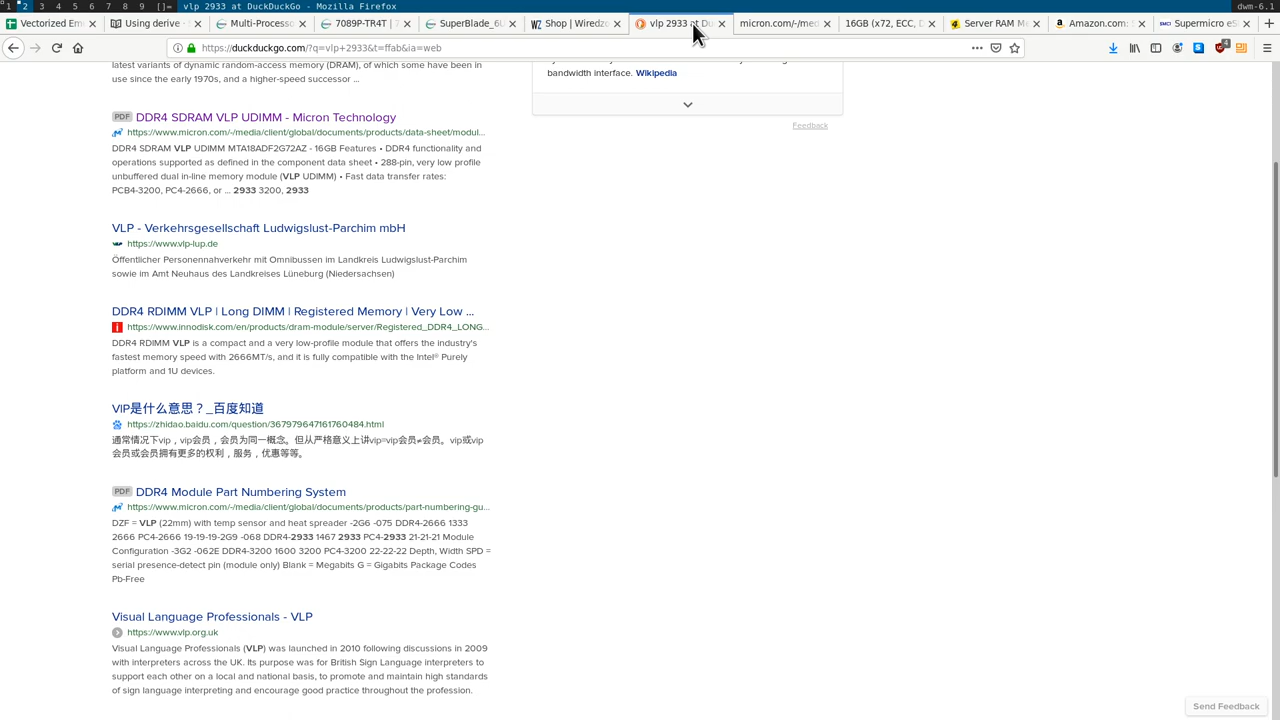 1 2 3 4 5 6 7 8 9 []= vlp 2933 at DuckDuckGo - Mozilla Firefox dwm-6.1
Vectorized Em Using derive - Multi-Processo 7089P-TR4T | 7 SuperBlade_6U Shop | Wiredzo vlp 2933 at Du micron.com/-/med 16GB (x72, ECC, D Server RAM Me Amazon.com: S Supermicro eS
https://duckduckgo.com/?q=vlp+2933&t=ffab&ia=web 4
latest variants of dynamic random-access memory (DRAM), of which some have been in
use since the early 1970s, and a higher-speed successor ...
bandwidth interface. Wikipedia
Feedback
PDF DDR4 SDRAM VLP UDIMM - Micron Technology
https://www.micron.com/-/media/client/global/documents/products/data-sheet/modul...
DDR4 SDRAM VLP UDIMM MTA18ADF2G72AZ - 16GB Features • DDR4 functionality and
operations supported as defined in the component data sheet • 288-pin, very low profile
unbuffered dual in-line memory module (VLP UDIMM) • Fast data transfer rates:
PCB4-3200, PC4-2666, or ... 2933 3200, 2933
VLP - Verkehrsgesellschaft Ludwigslust-Parchim mbH
https://www.vlp-lup.de
Öffentlicher Personennahverkehr mit Omnibussen im Landkreis Ludwigslust-Parchim
sowie im Amt Neuhaus des Landkreises Lüneburg (Niedersachsen)
DDR4 RDIMM VLP | Long DIMM | Registered Memory | Very Low ...
https://www.innodisk.com/en/products/dram-module/server/Registered_DDR4_LONG...
DDR4 RDIMM VLP is a compact and a very low-profile module that offers the industry's
fastest memory speed with 2666MT/s, and it is fully compatible with the Intel® Purely
platform and 1U devices.
VIP是什么意思？_百度知道
https://zhidao.baidu.com/question/367979647161760484.html
通常情况下vip，vip会员，会员为同一概念。但从严格意义上讲vip=vip会员≠会员。vip或vip
会员或会员拥有更多的权利，服务，优惠等等。
PDF DDR4 Module Part Numbering System
https://www.micron.com/-/media/client/global/documents/products/part-numbering-gu...
DZF = VLP (22mm) with temp sensor and heat spreader -2G6 -075 DDR4-2666 1333
2666 PC4-2666 19-19-19-2G9 -068 DDR4-2933 1467 2933 PC4-2933 21-21-21 Module
Configuration -3G2 -062E DDR4-3200 1600 3200 PC4-3200 22-22-22 Depth, Width SPD =
serial presence-detect pin (module only) Blank = Megabits G = Gigabits Package Codes
Pb-Free
Visual Language Professionals - VLP
https://www.vlp.org.uk
Visual Language Professionals (VLP) was launched in 2010 following discussions in 2009
with interpreters across the UK. Its purpose was for British Sign Language interpreters to
support each other on a local and national basis, to promote and maintain high standards
of sign language interpreting and encourage good practice throughout the profession.
Send Feedback